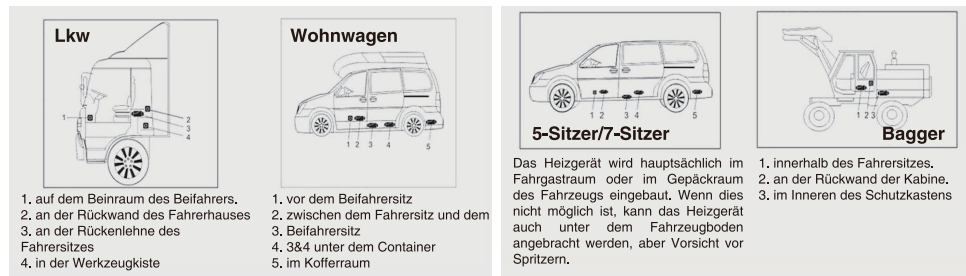 Lkw
1
2
3
4
1. auf dem Beinraum des Beifahrers.
2. an der Rückwand des Fahrerhauses
3. an der Rückenlehne des
Fahrersitzes
4. in der Werkzeugkiste
Wohnwagen
1 2 3 4 5
1. vor dem Beifahrersitz
2. zwischen dem Fahrersitz und dem
3. Beifahrersitz
4. 3&4 unter dem Container
5. im Kofferraum
1 2 3 4 5
5-Sitzer/7-Sitzer
Das Heizgerät wird hauptsächlich im
Fahrgastraum oder im Gepäckraum
des Fahrzeugs eingebaut. Wenn dies
nicht möglich ist, kann das Heizgerät
auch unter dem Fahrzeugboden
angebracht werden, aber Vorsicht vor
Spritzern.
1 2 3
Bagger
1. innerhalb des Fahrersitzes.
2. an der Rückwand der Kabine.
3. im Inneren des Schutzkastens